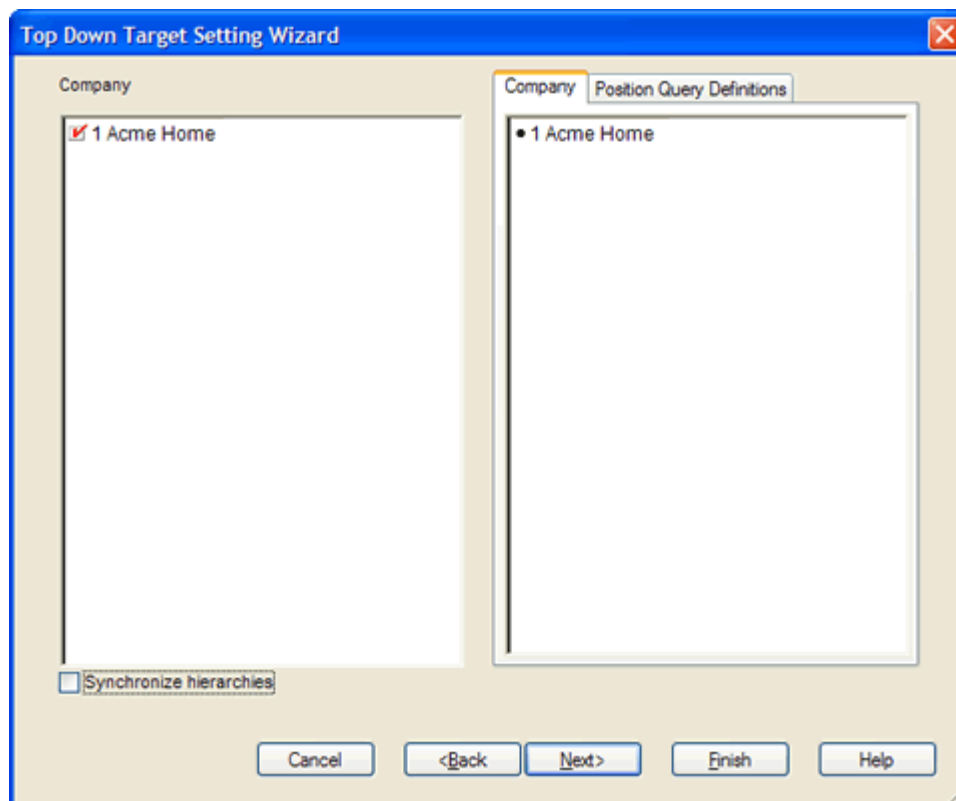 Top Down Target Setting Wizard
Company
1 Acme Home
Company
Position Query Definitions
1 Acme Home
Synchronize hierarchies
Cancel
<Back
Next>
Finish
Help